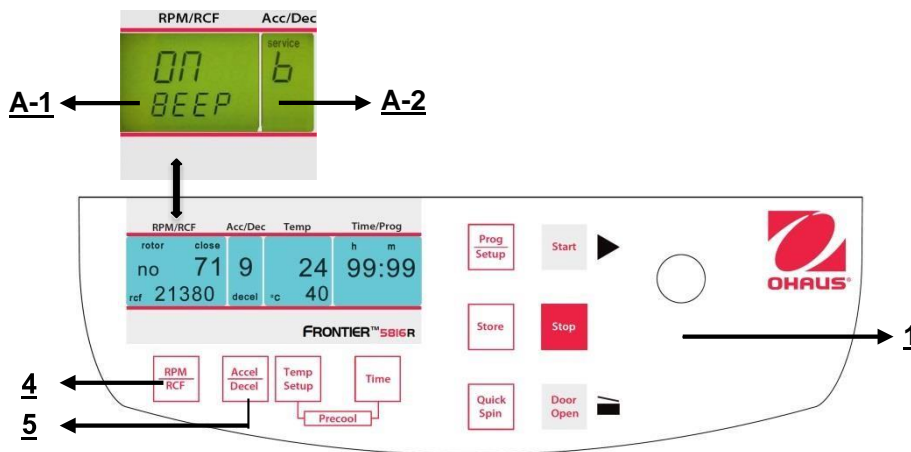 RPM/RCF Acc/Dec
service
ON b
BEEP
A-1 A-2
RPM/RCF Acc/Dec Temp Time/Prog
rotor close h m
no 71 9 24 99:99
rcf 21380 decel °C 40
FRONTIER™ 5816R
Prog
Setup
Start
OHAUS®
Store
Stop
1
4
RPM
RCF
Accel
Decel
Temp
Setup
Time
5
Precool
Quick
Spin
Door
Open